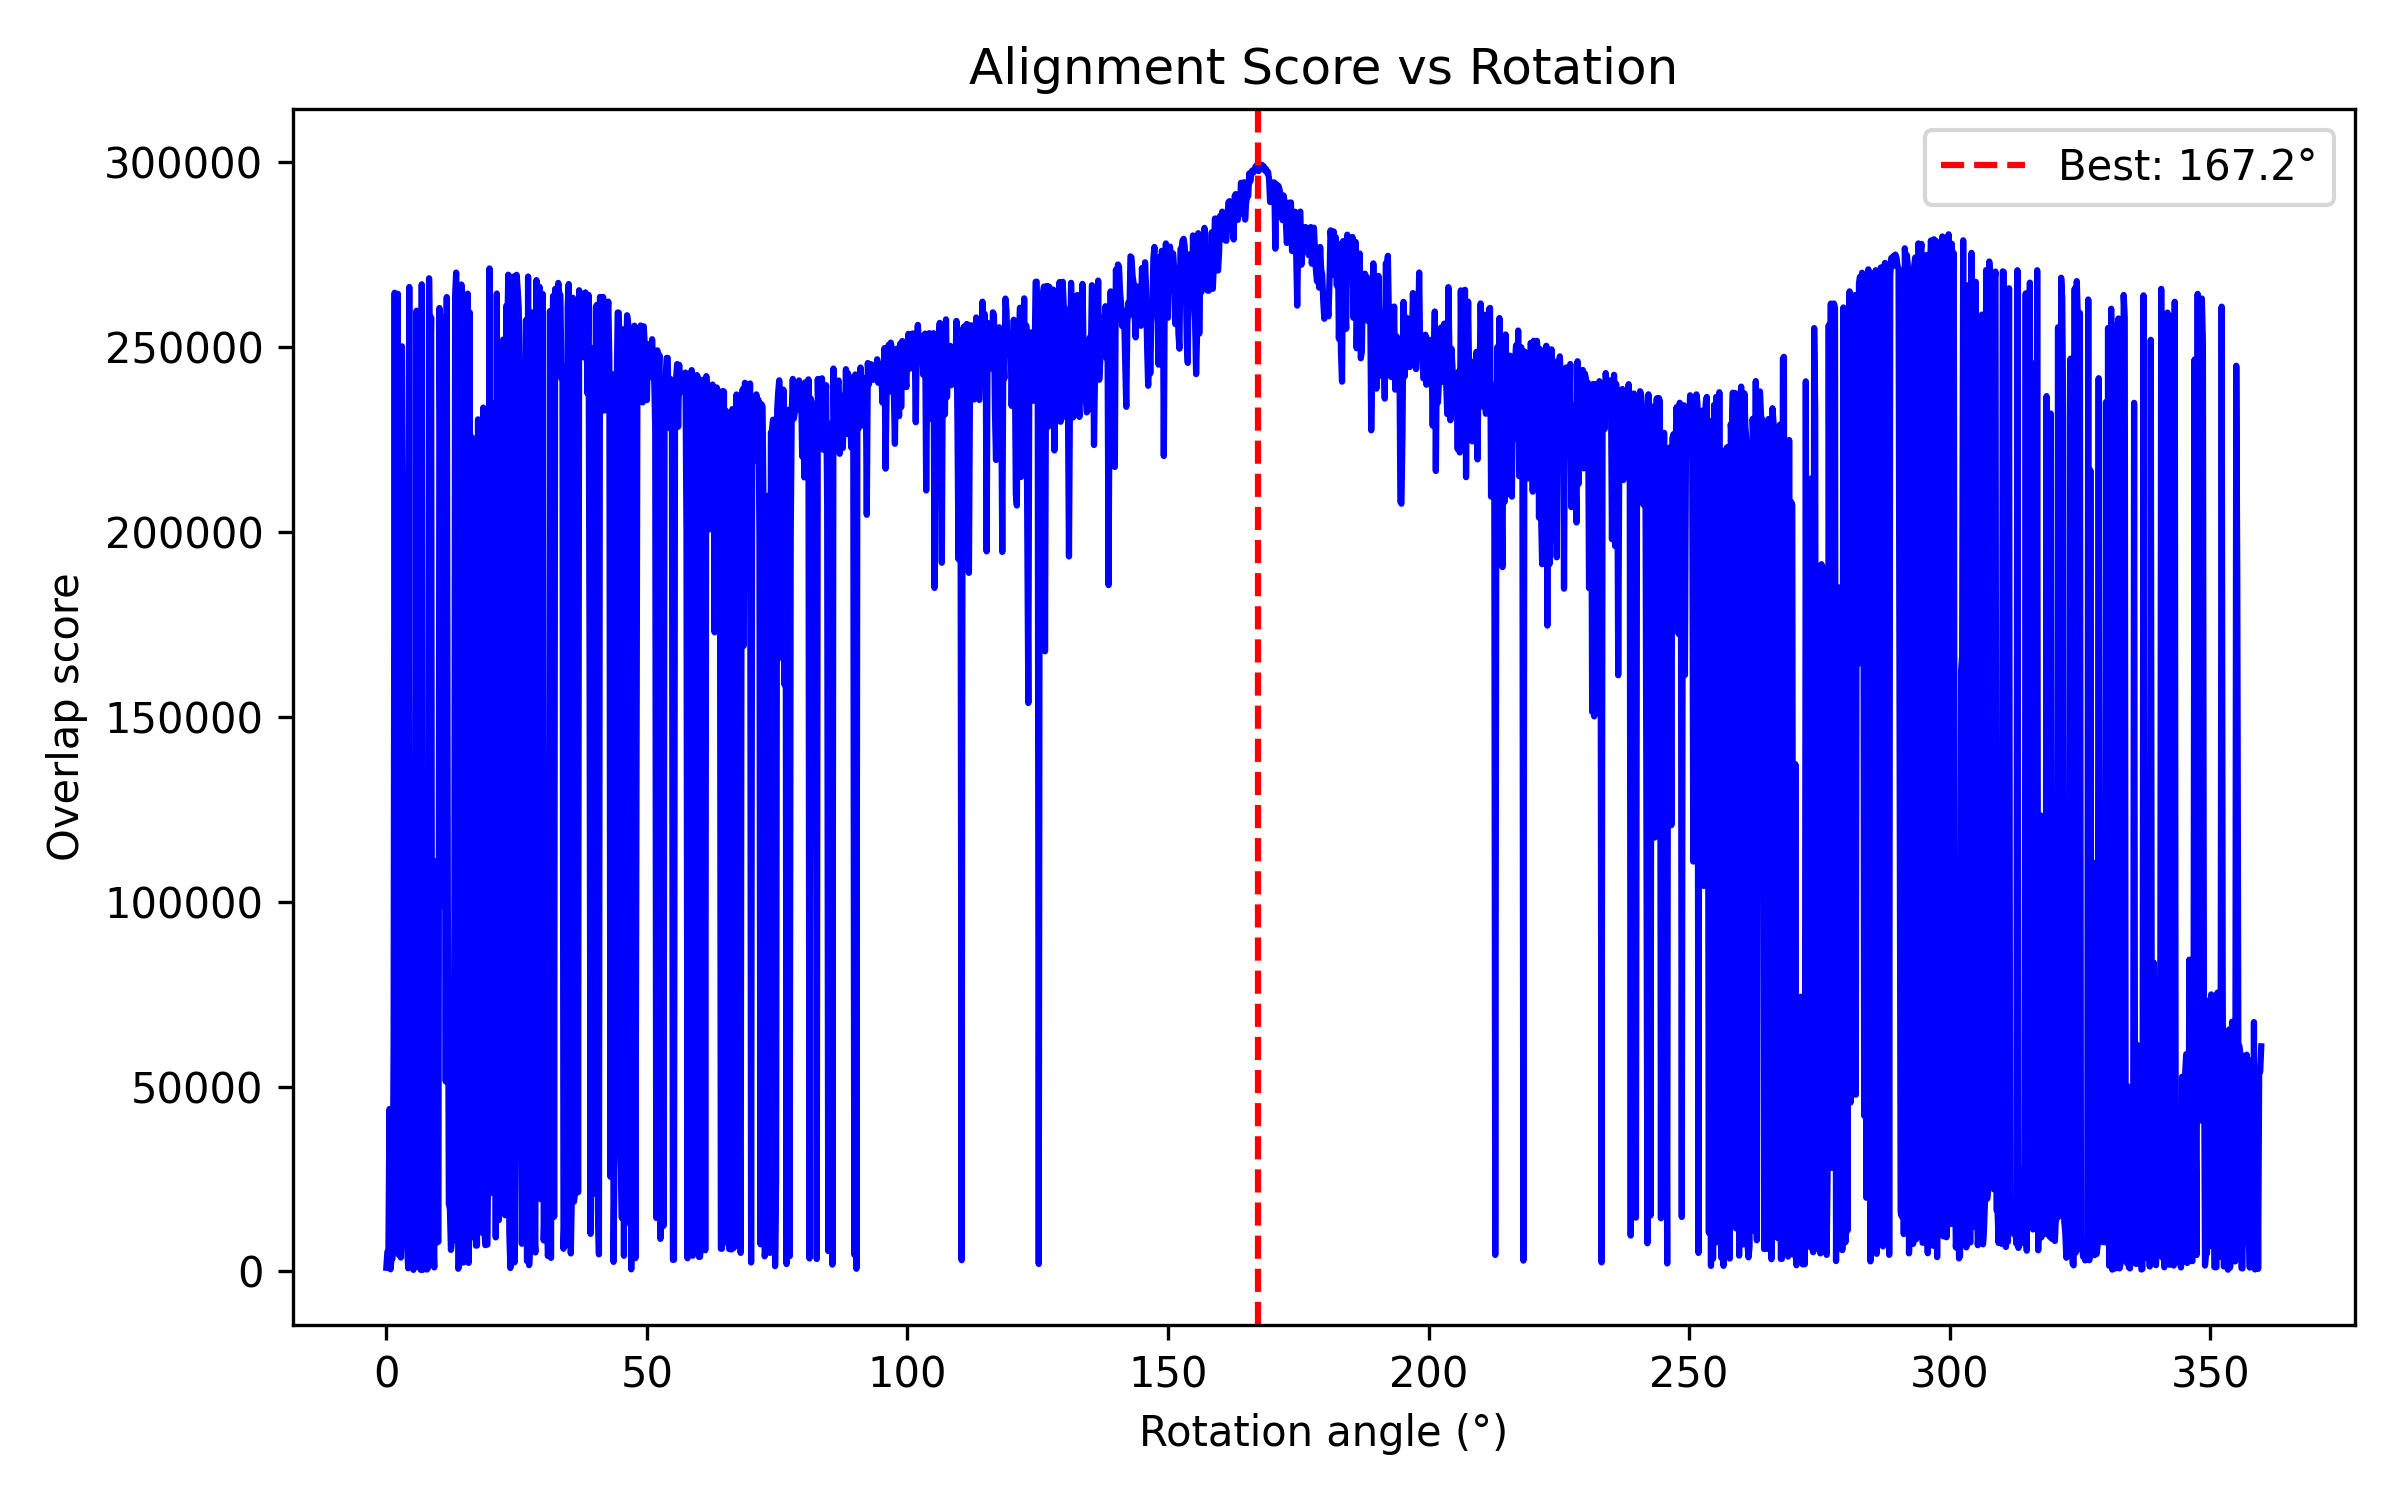 Alignment Score vs Rotation
Best: 167.2°
Overlap score
300000
250000
200000
150000
100000
50000
0
0 50 100 150 200 250 300 350
Rotation angle (°)